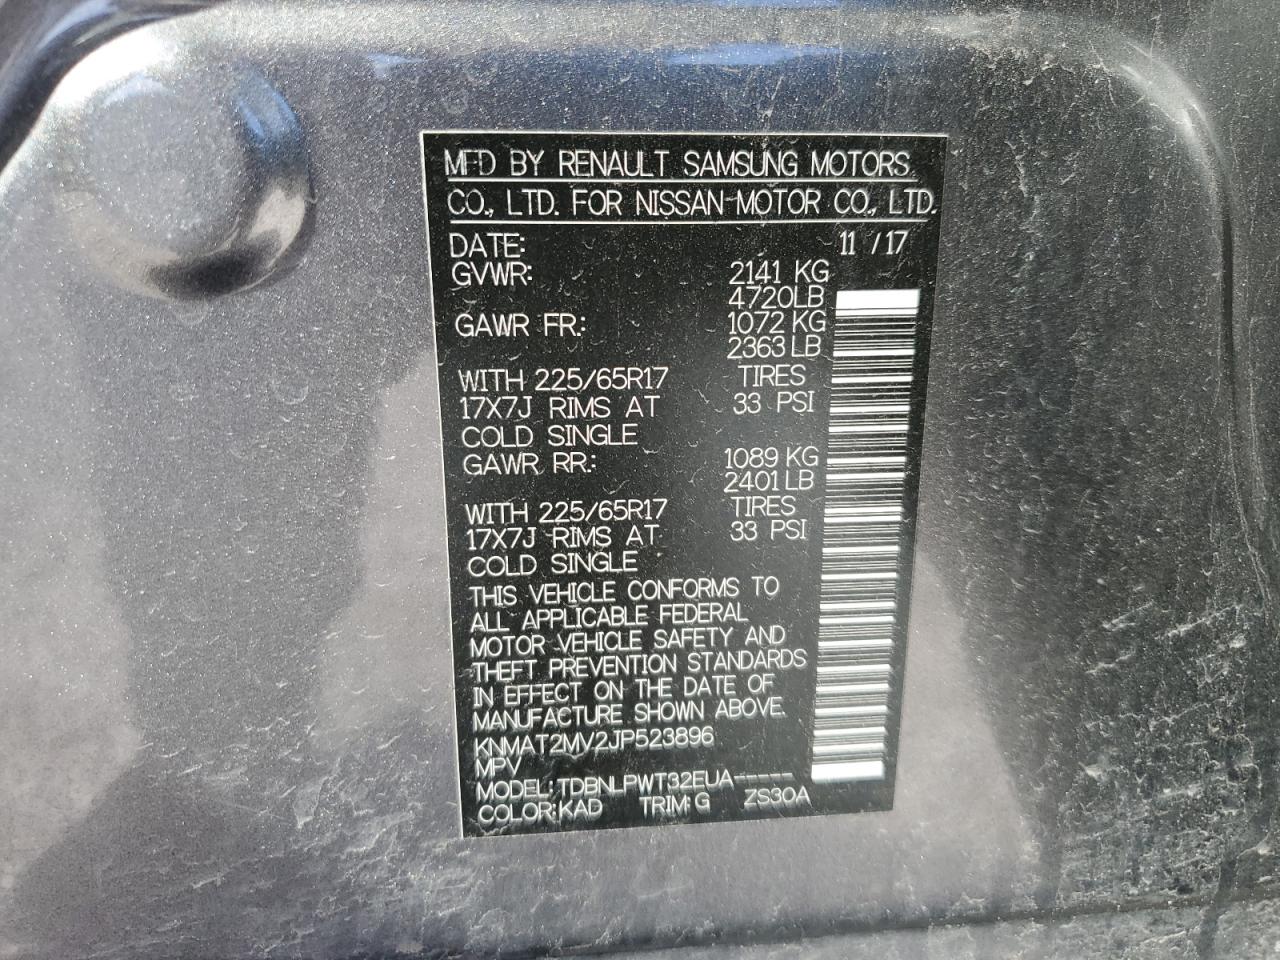 MFD BY RENAULT SAMSUNG MOTORS
CO., LTD. FOR NISSAN MOTOR CO., LTD.
DATE: 11 /17
GVWR: 2141 KG
4720LB
GAWR FR.: 1072 KG
2363 LB
WITH 225/65R17 TIRES
17X7J RIMS AT 33 PSI
COLD SINGLE
GAWR RR.: 1089 KG
2401 LB
WITH 225/65R17 TIRES
17X7J RIMS AT 33 PSI
COLD SINGLE
THIS VEHICLE CONFORMS TO
ALL APPLICABLE FEDERAL
MOTOR VEHICLE SAFETY AND
THEFT PREVENTION STANDARDS
IN EFFECT ON THE DATE OF
MANUFACTURE SHOWN ABOVE.
KNMAT2MV2JP523896
MPV
MODEL: TDBNLPWT32EUA-----
COLOR: KAD TRIM: G ZS30A